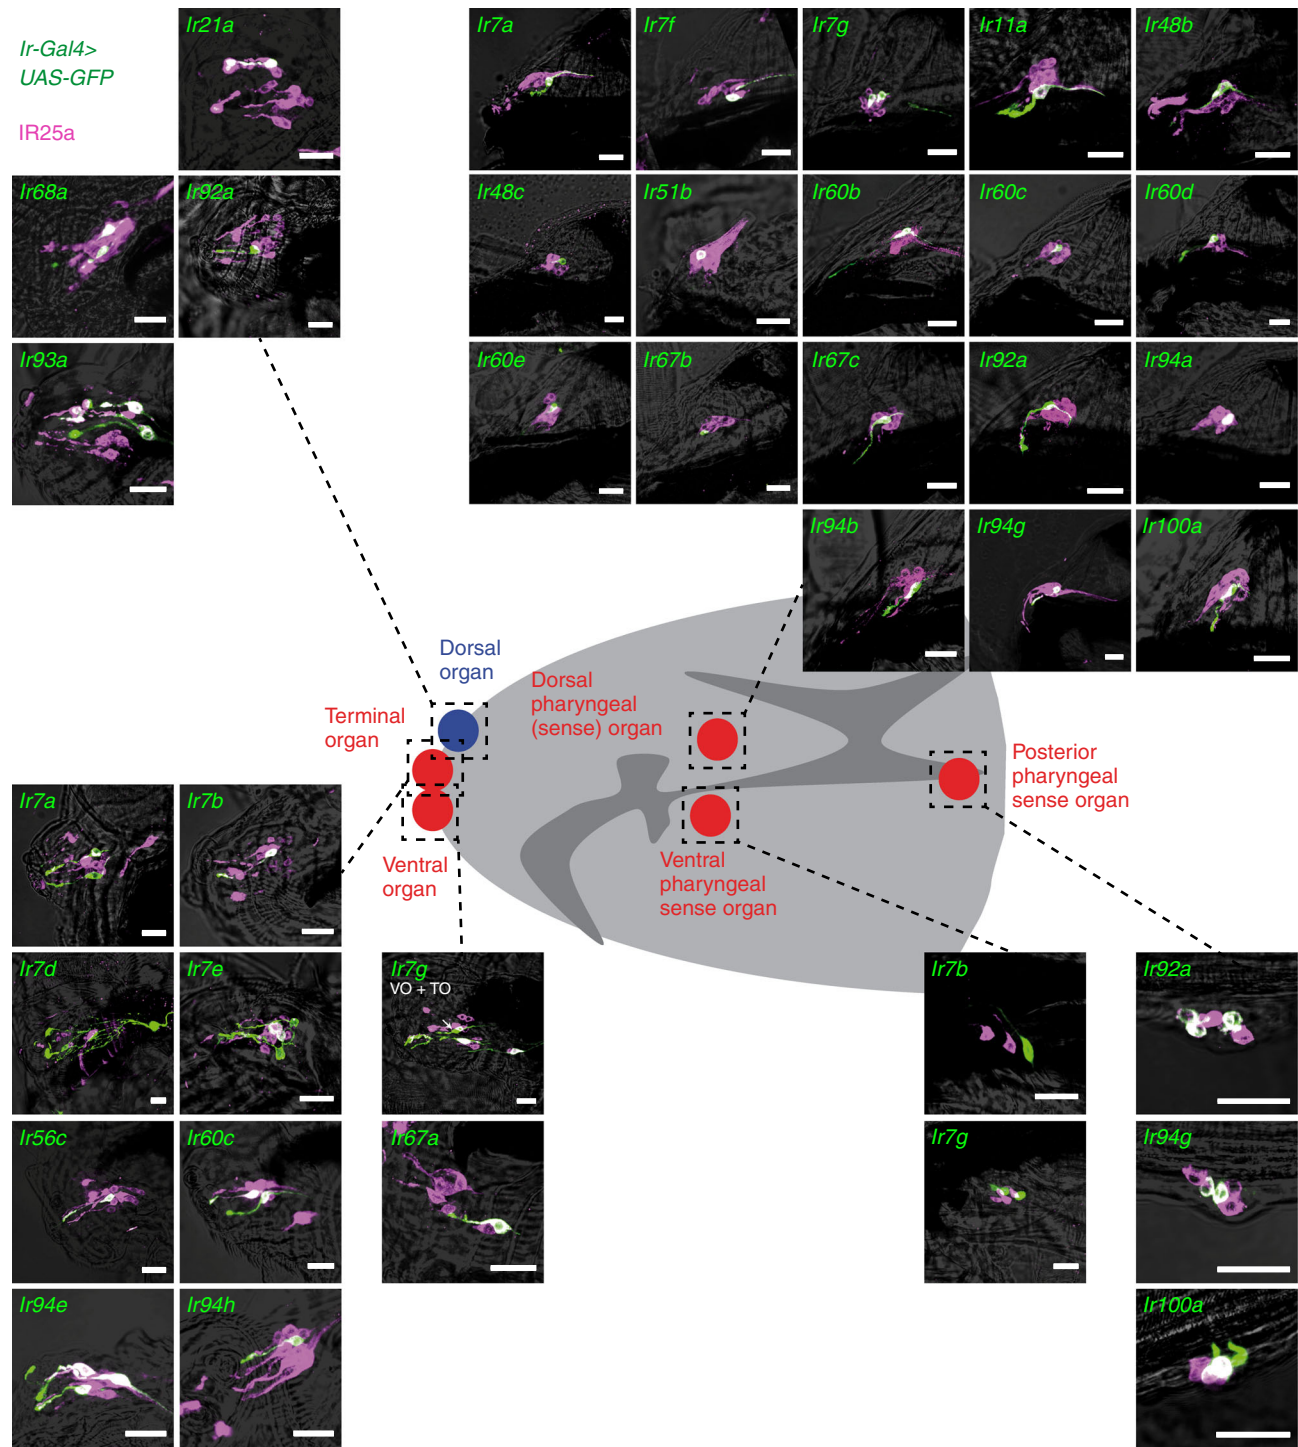 Ir-Gal4>
UAS-GFP
IR25a
Ir21a
Ir68a
Ir92a
Ir93a
Ir7a
Ir7f
Ir7g
Ir11a
Ir48b
Ir48c
Ir51b
Ir60b
Ir60c
Ir60d
Ir60e
Ir67b
Ir67c
Ir92a
Ir94a
Ir94b
Ir94g
Ir100a
Dorsal
organ
Terminal
organ
Ventral
organ
Dorsal
pharyngeal
(sense) organ
Ventral
pharyngeal
sense organ
Posterior
pharyngeal
sense organ
Ir7a
Ir7b
Ir7d
Ir7e
Ir56c
Ir60c
Ir94e
Ir94h
Ir7g
VO + TO
Ir67a
Ir7b
Ir7g
Ir92a
Ir94g
Ir100a